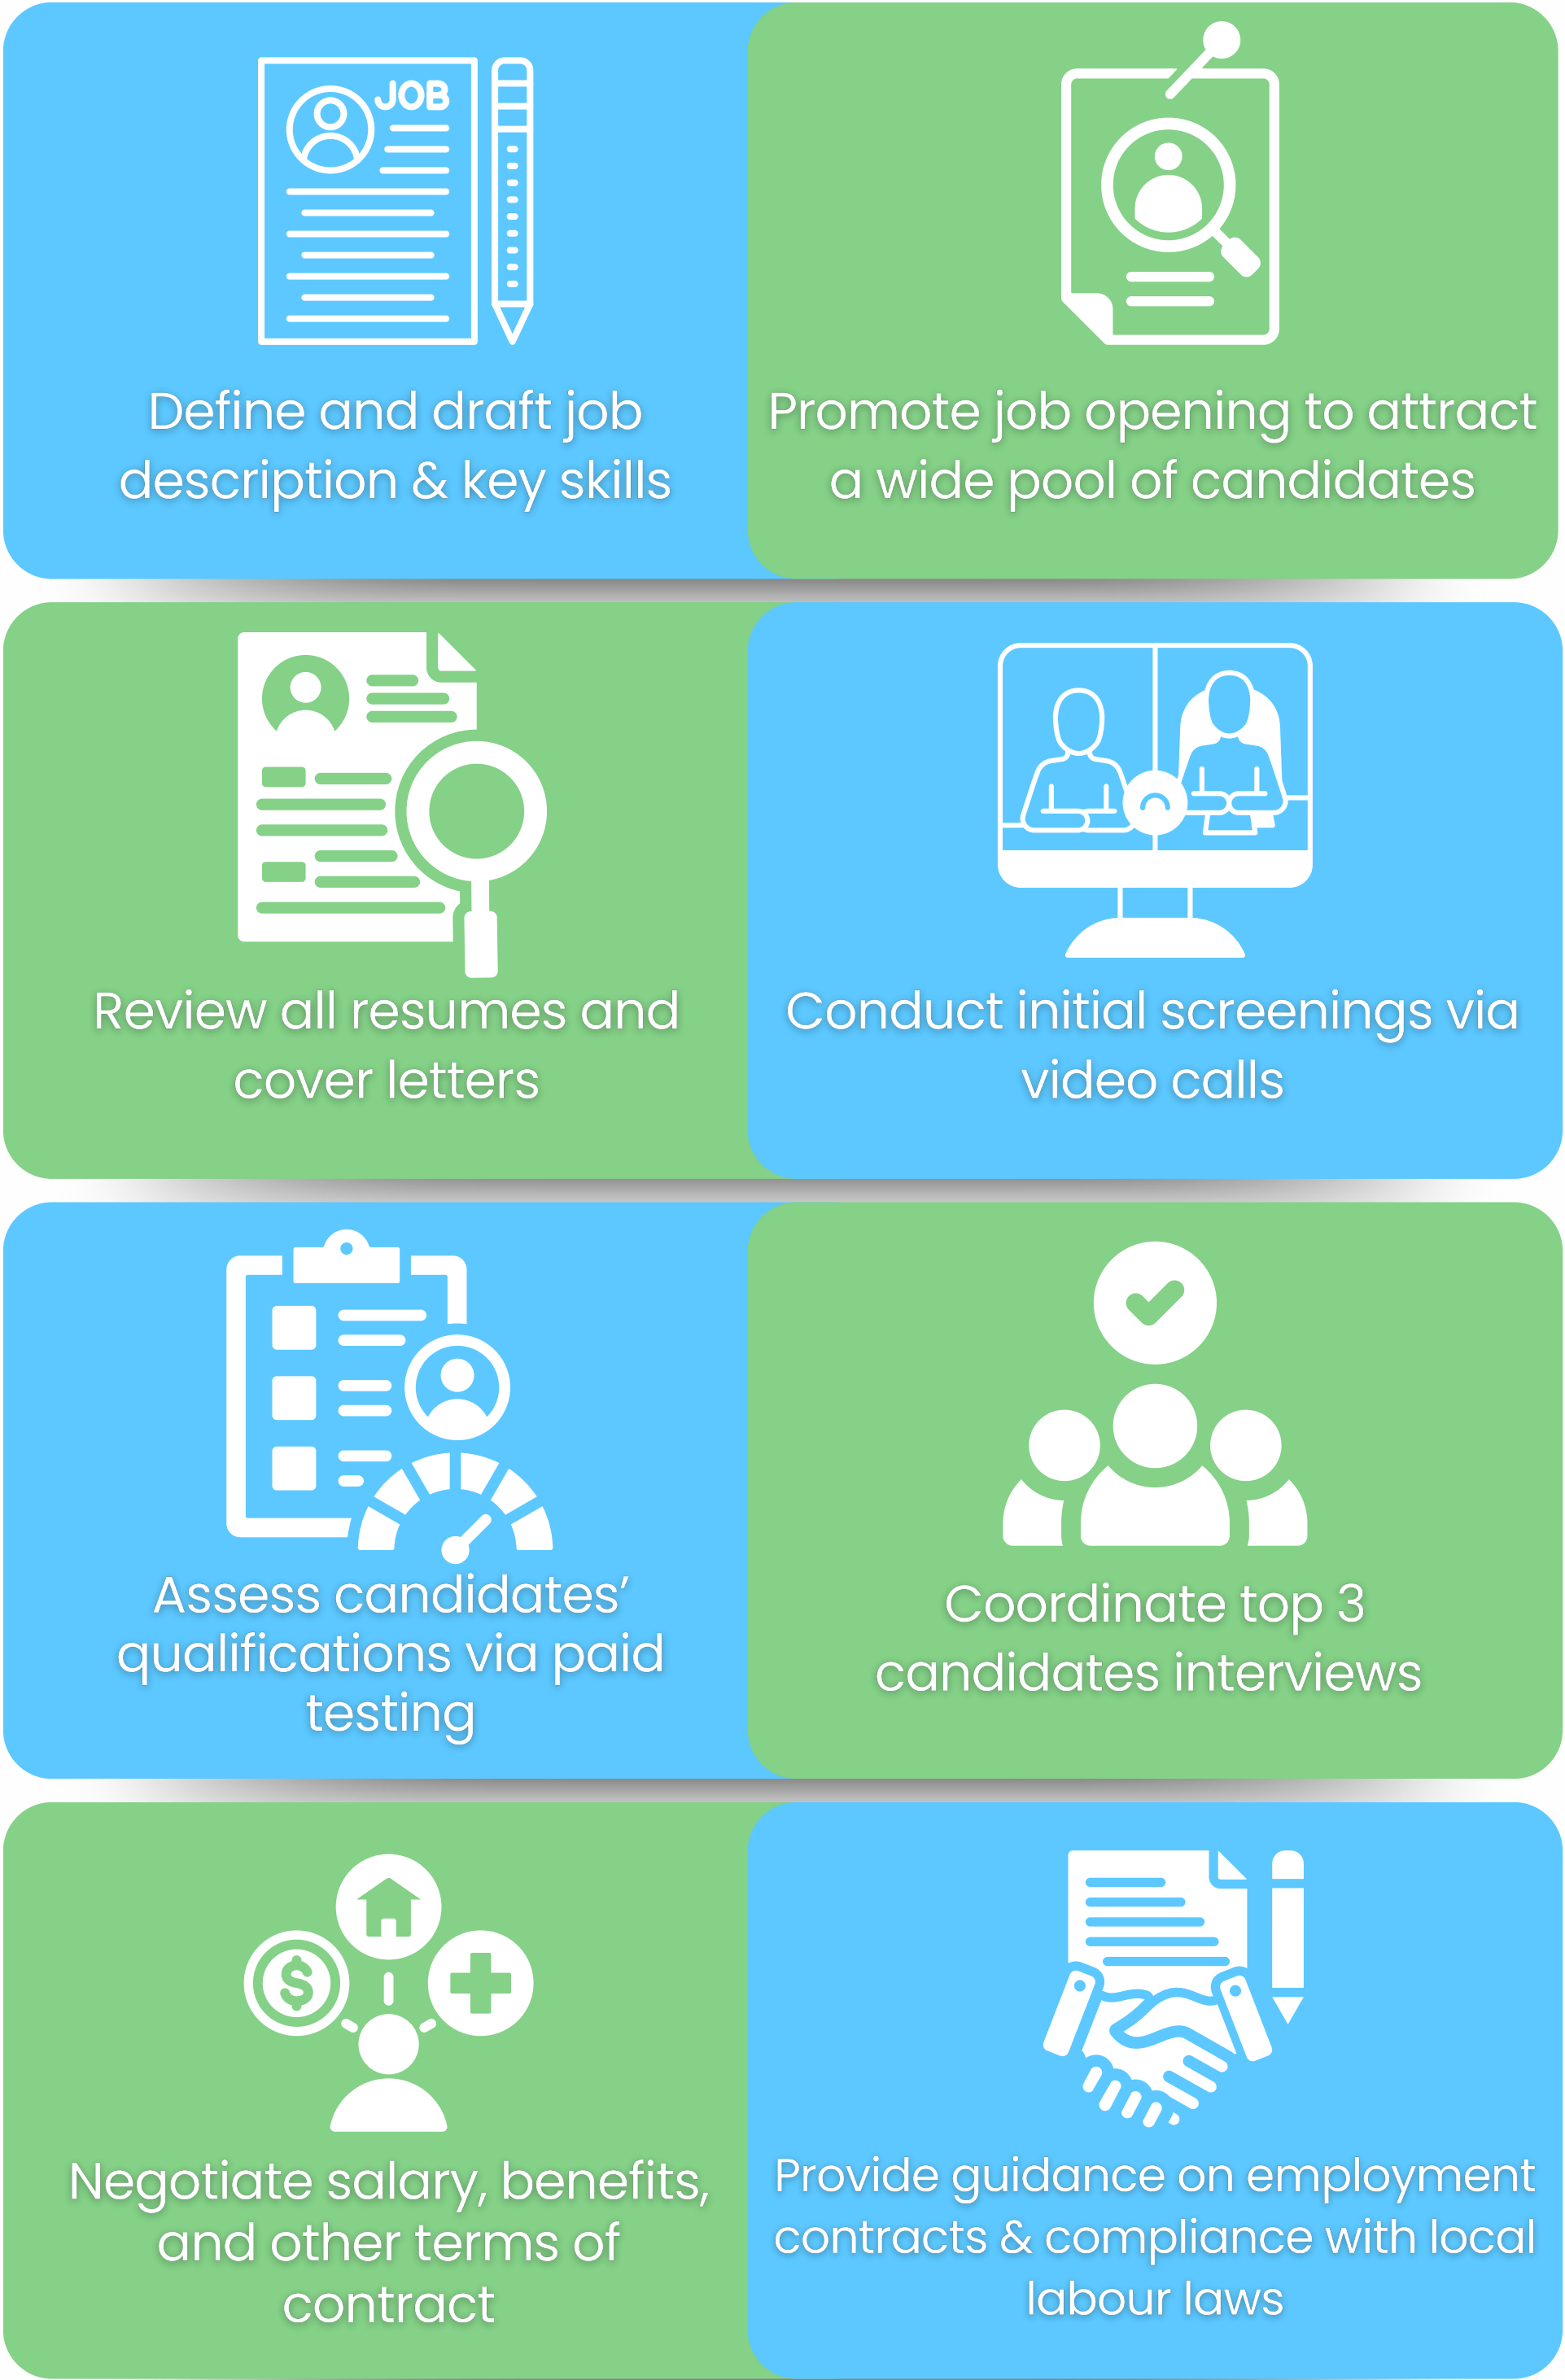 JOB
Define and draft job
description & key skills
Promote job opening to attract
a wide pool of candidates
Review all resumes and
cover letters
Conduct initial screenings via
video calls
Assess candidates’
qualifications via paid
testing
Coordinate top 3
candidates interviews
$
Negotiate salary, benefits,
and other terms of
contract
Provide guidance on employment
contracts & compliance with local
labour laws